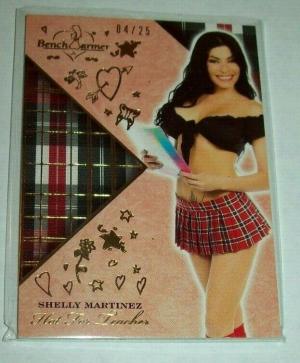 BenchWarmer
04/25
SHELLY MARTINEZ
Hot For Teacher